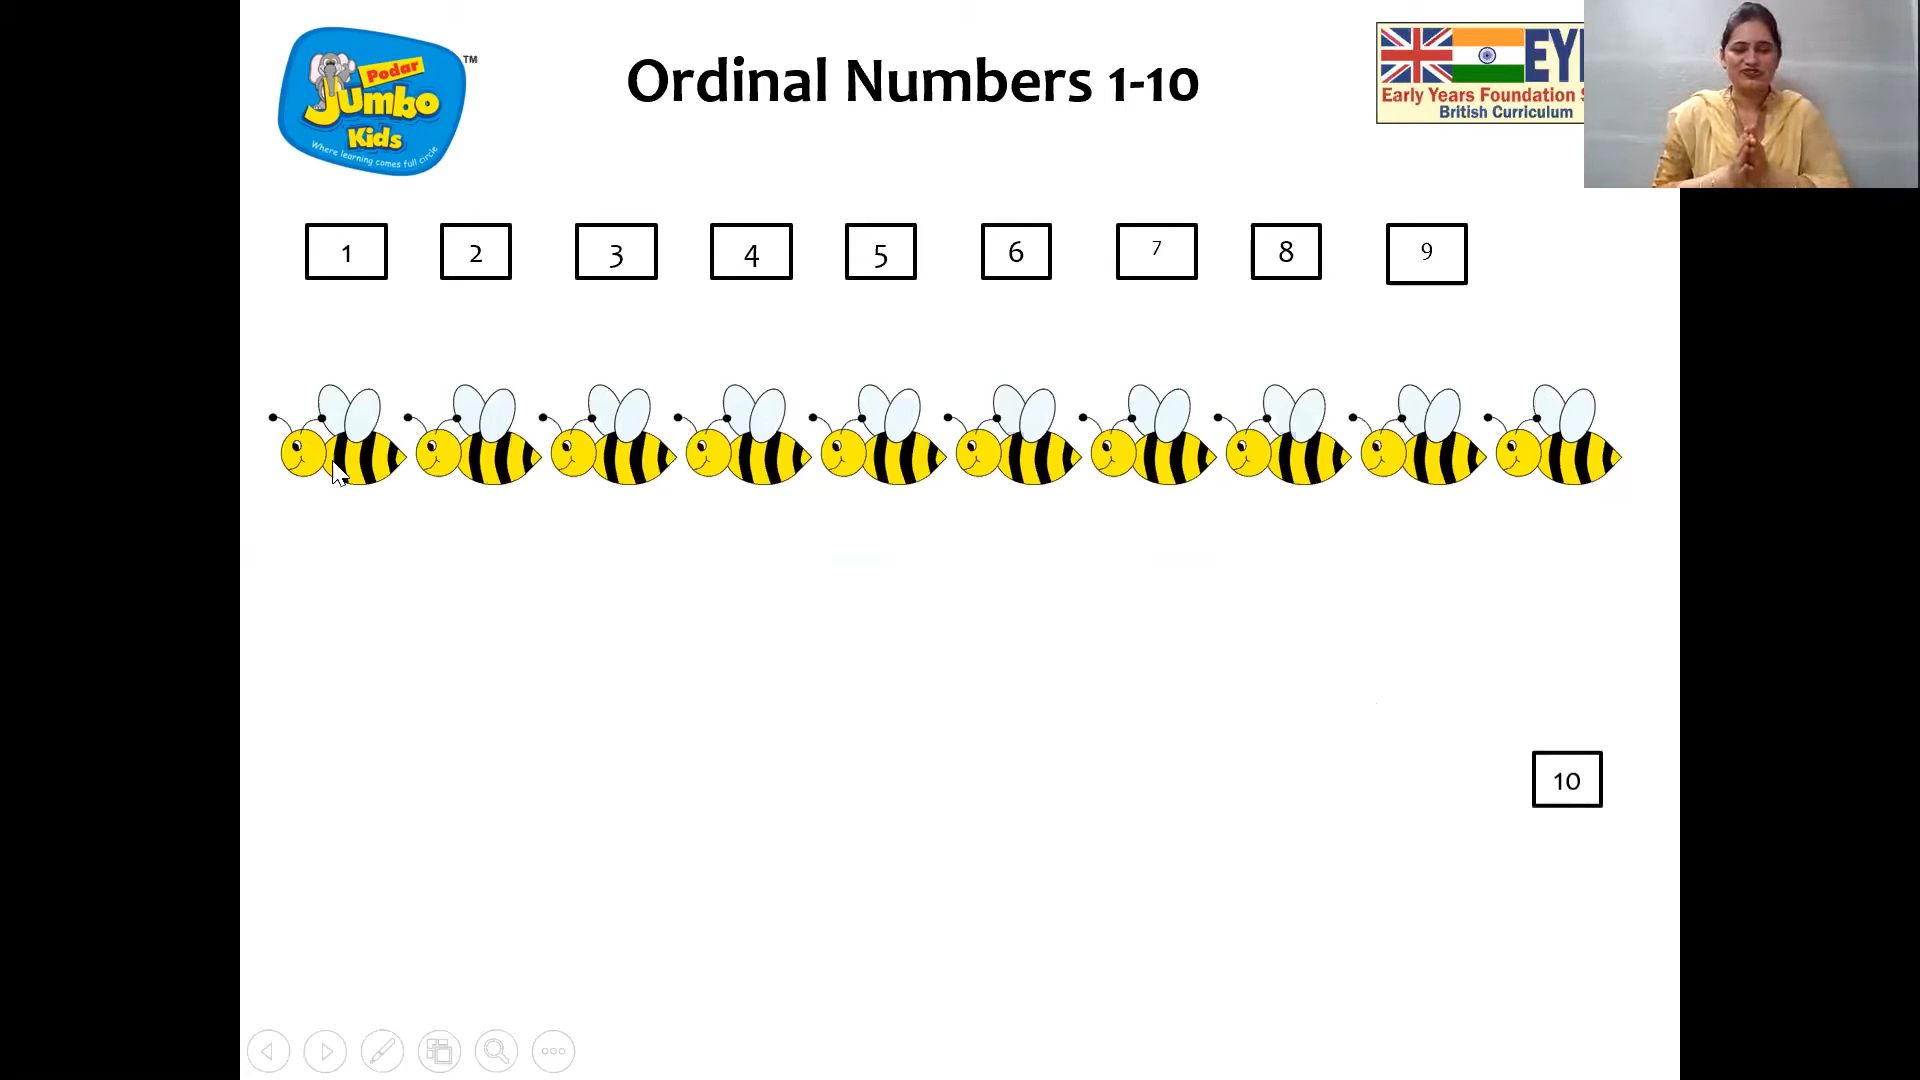 Podar
Jumbo
Kids
Where learning comes full circle
TM
Ordinal Numbers 1-10
Early Years Foundation
British Curriculum
1 2 3 4 5 6 7 8 9
10